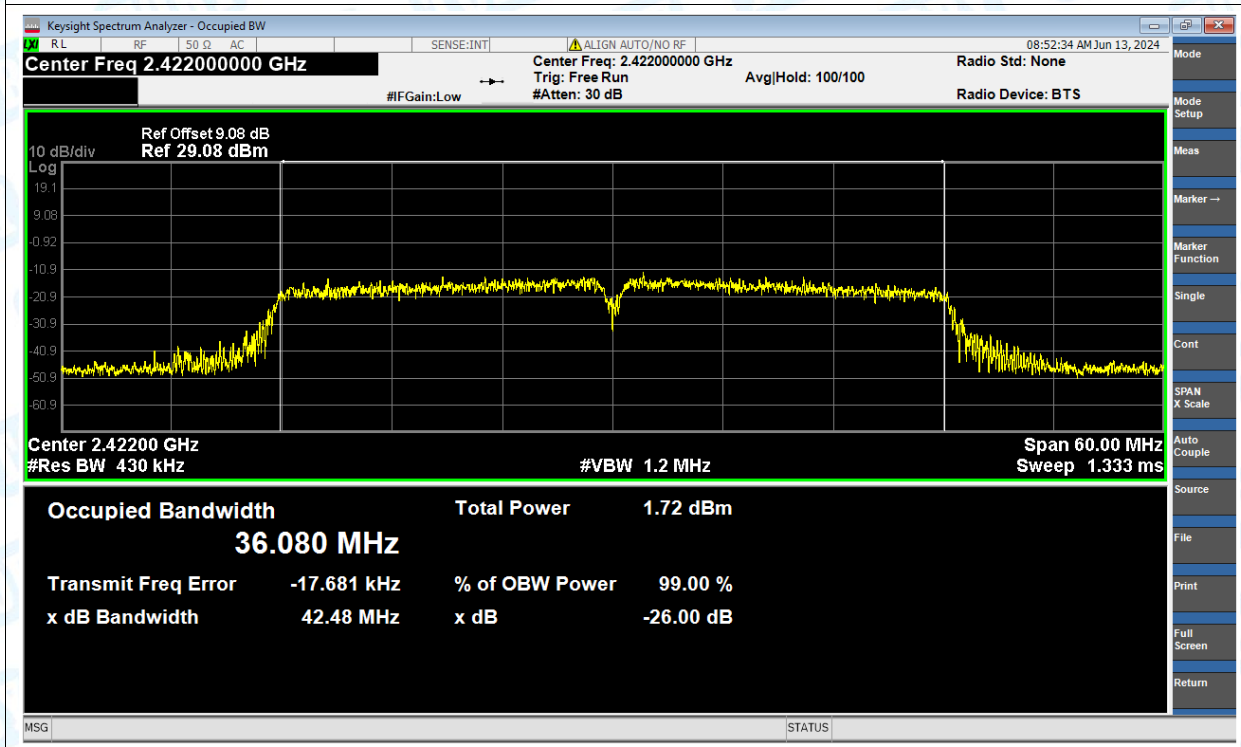 Keysight Spectrum Analyzer - Occupied BW
LXI RL RF 50 Ω AC SENSE:INT ALIGN AUTO/NO RF 08:52:34 AM Jun 13, 2024
Center Freq 2.422000000 GHz
Center Freq: 2.422000000 GHz
Radio Std: None
Trig: Free Run
Avg|Hold: 100/100
#IFGain:Low
#Atten: 30 dB
Radio Device: BTS
Ref Offset 9.08 dB
10 dB/div Ref 29.08 dBm
Log
19.1
9.08
-0.92
-10.9
-20.9
-30.9
-40.9
-50.9
-60.9
Center 2.42200 GHz Span 60.00 MHz
#Res BW 430 kHz #VBW 1.2 MHz Sweep 1.333 ms
Occupied Bandwidth Total Power 1.72 dBm
36.080 MHz
Transmit Freq Error -17.681 kHz % of OBW Power 99.00 %
x dB Bandwidth 42.48 MHz x dB -26.00 dB
Mode
Mode
Setup
Meas
Marker →
Marker
Function
Single
Cont
SPAN
X Scale
Auto
Couple
Source
File
Print
Full
Screen
Return
MSG STATUS